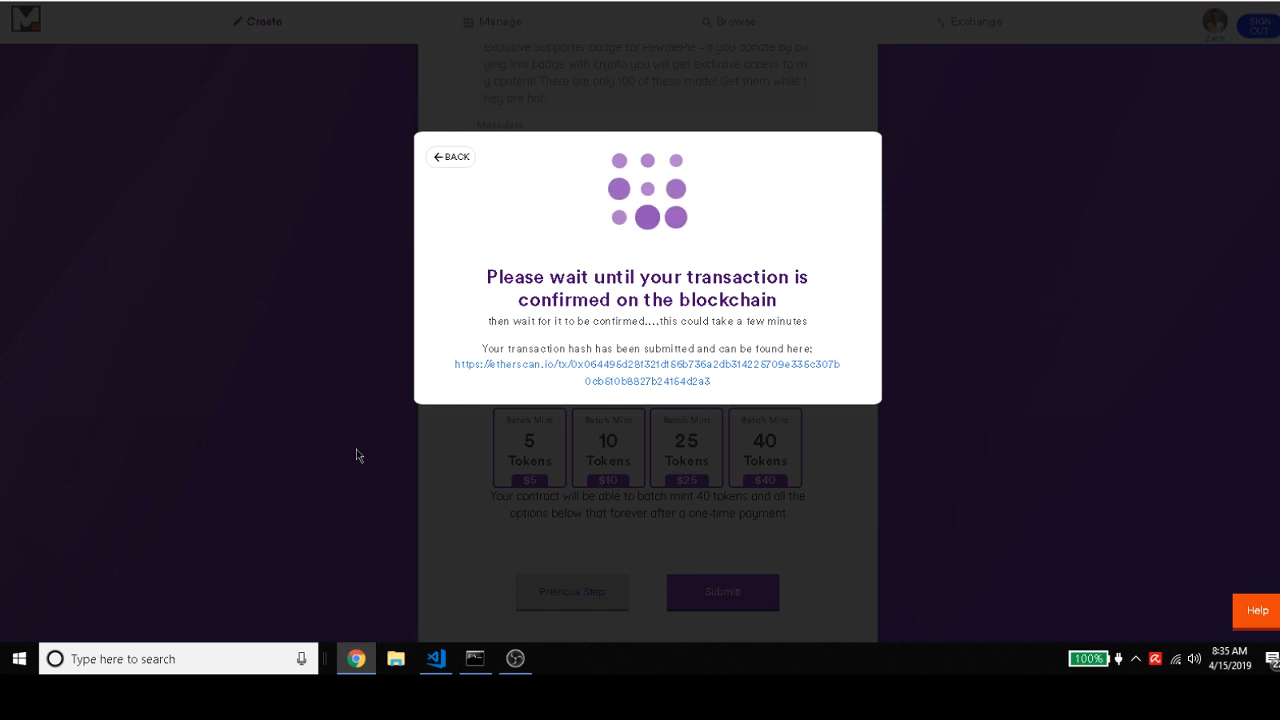 Create
Manage
Browse
Exchange
Zach
SIGN
OUT
Exclusive Supporter badge for PewdiePie - if you donate by bu
ying this badge with crypto you will get exclusive access to m
y content! There are only 100 of these made! Get them while t
hey are hot.
Metadata
BACK
Please wait until your transaction is
confirmed on the blockchain
then wait for it to be confirmed....this could take a few minutes
Your transaction hash has been submitted and can be found here:
Batch Mint Batch Mint Batch Mint Batch Mint
5 10 25 40
Tokens Tokens Tokens Tokens
$5 $10 $25 $40
Your contract will be able to batch mint 40 tokens and all the
options below that forever after a one-time payment
Previous Step
Submit!
Help
Type here to search
100%
8:35 AM
4/15/2019